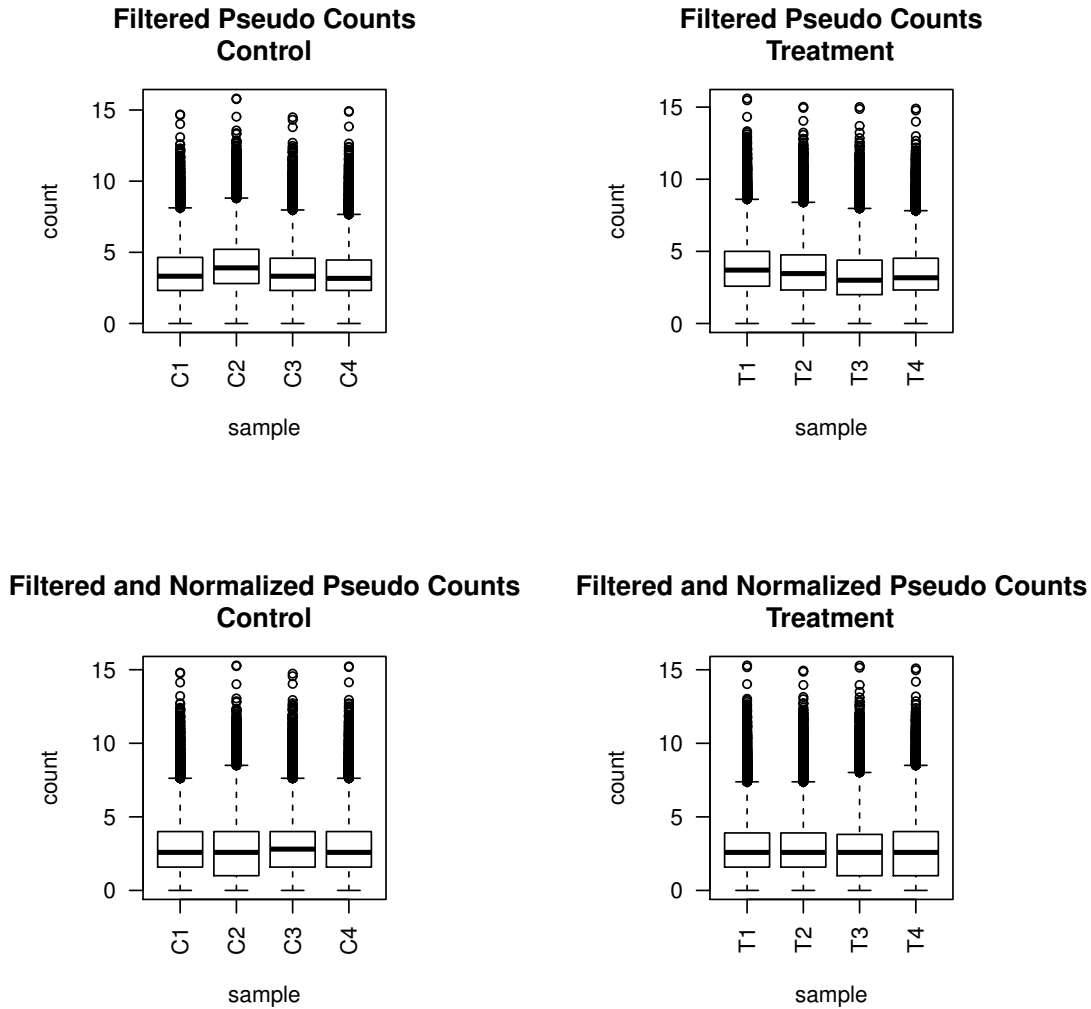 Filtered Pseudo Counts
Control
15
10
5
0
count
C1 C2 C3 C4
sample
Filtered Pseudo Counts
Treatment
15
10
5
0
count
T1 T2 T3 T4
sample
Filtered and Normalized Pseudo Counts
Control
15
10
5
0
count
C1 C2 C3 C4
sample
Filtered and Normalized Pseudo Counts
Treatment
15
10
5
0
count
T1 T2 T3 T4
sample